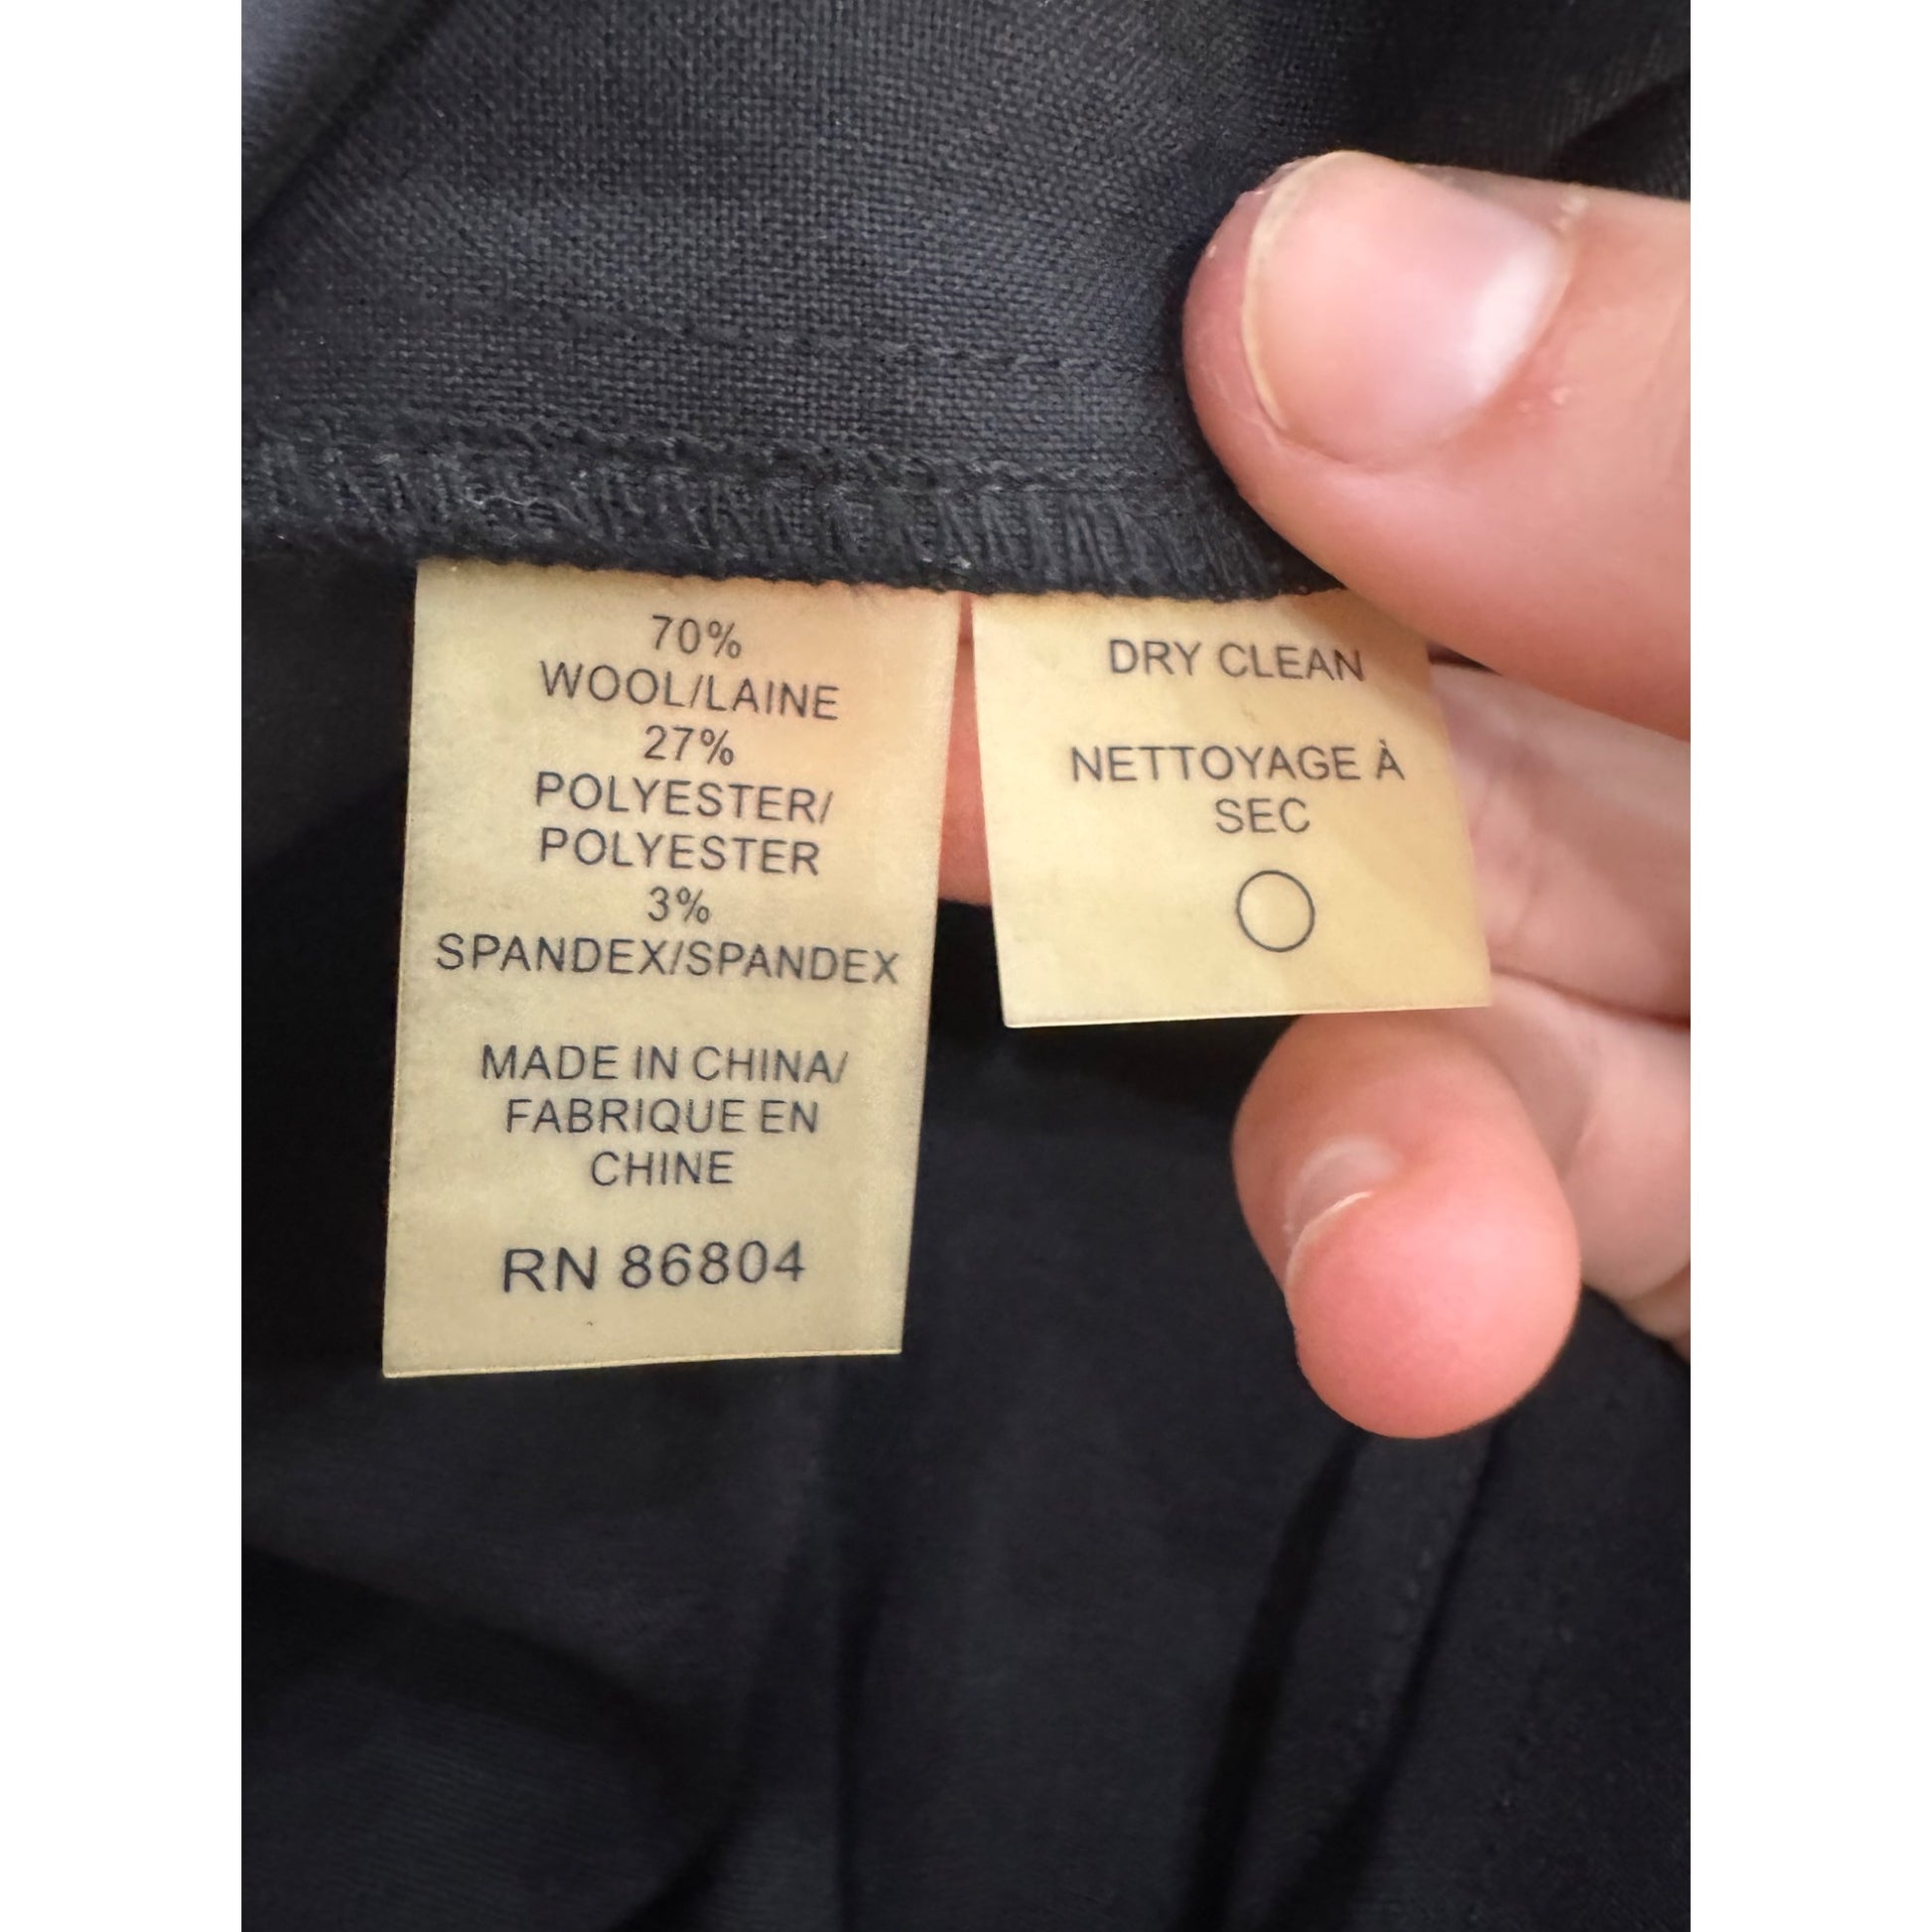 70%
WOOL/LAINE
27%
POLYESTER/
POLYESTER
3%
SPANDEX/SPANDEX
MADE IN CHINA/
FABRIQUE EN
CHINE
RN 86804
DRY CLEAN
NETTOYAGE À
SEC